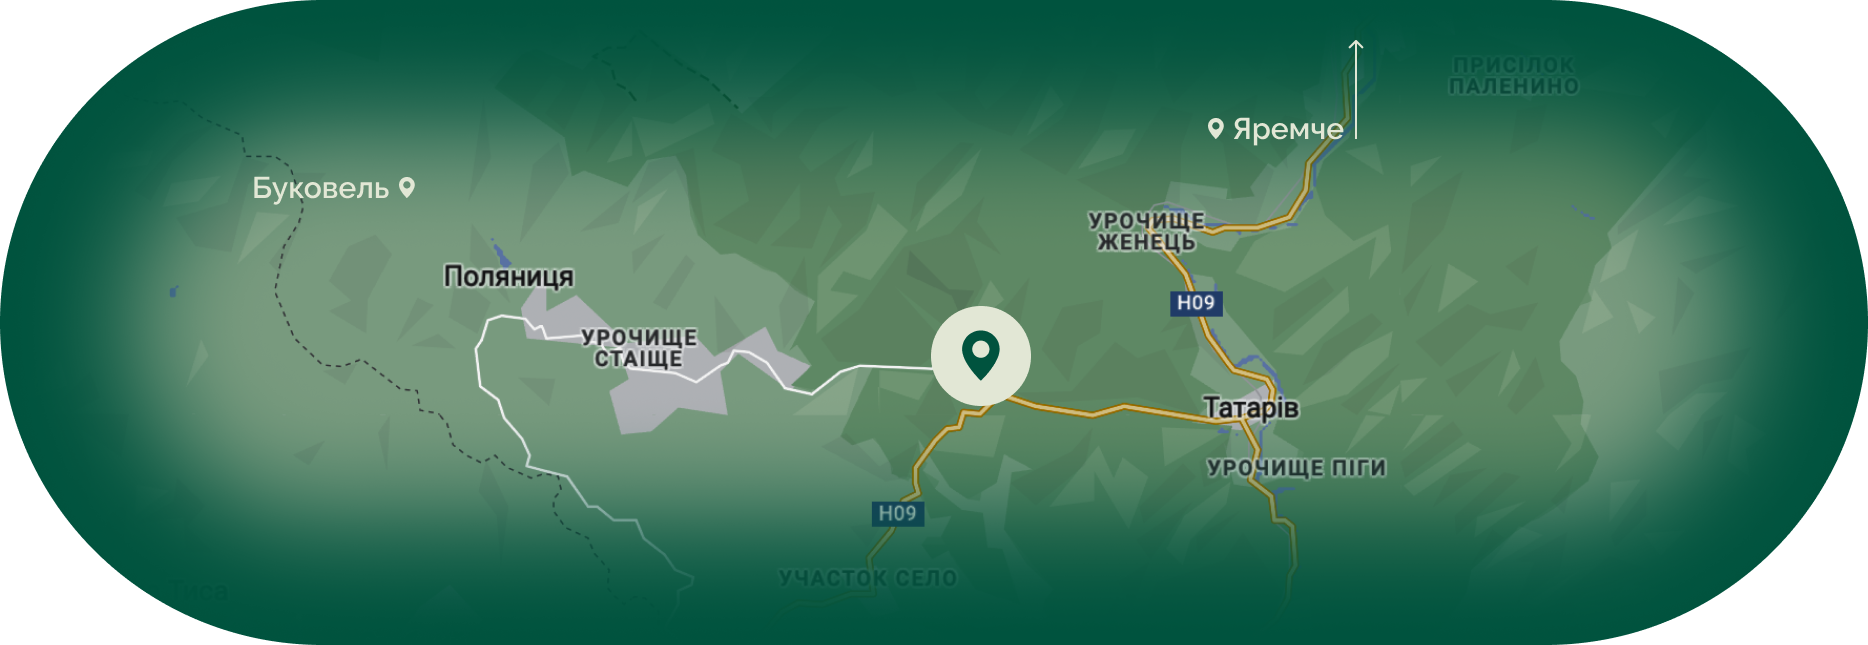 ПРИСІЛОК
ПАЛЕНИНО
Яремче
Буковель
УРОЧИЩЕ
ЖЕНЕЦЬ
Поляниця
H09
УРОЧИЩЕ
СТАІЩЕ
Татарів
УРОЧИЩЕ ПІГИ
H09
УЧАСТОК СЕЛО
Тиса